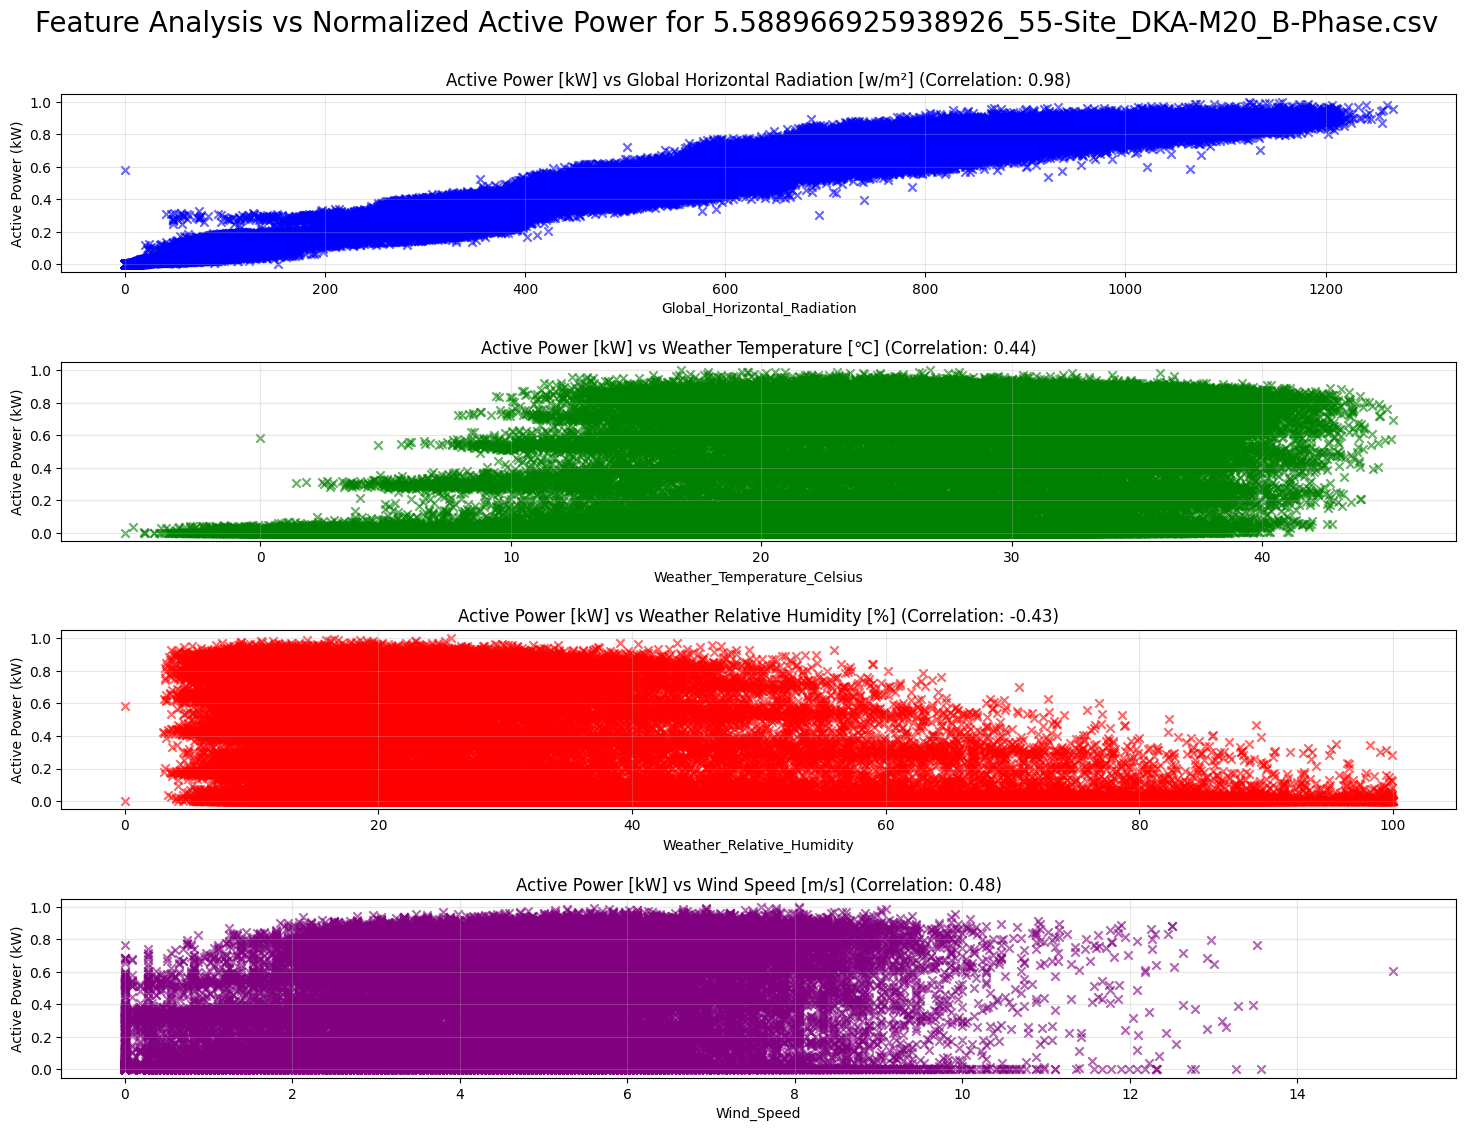 Feature Analysis vs Normalized Active Power for 5.588966925938926_55-Site_DKA-M20_B-Phase.csv
Active Power [kW] vs Global Horizontal Radiation [w/m²] (Correlation: 0.98)
Active Power (kW)
1.0
0.8
0.6
0.4
0.2
0.0
0 200 400 600 800 1000 1200
Global_Horizontal_Radiation
Active Power [kW] vs Weather Temperature [℃] (Correlation: 0.44)
Active Power (kW)
1.0
0.8
0.6
0.4
0.2
0.0
0 10 20 30 40
Weather_Temperature_Celsius
Active Power [kW] vs Weather Relative Humidity [%] (Correlation: -0.43)
Active Power (kW)
1.0
0.8
0.6
0.4
0.2
0.0
0 20 40 60 80 100
Weather_Relative_Humidity
Active Power [kW] vs Wind Speed [m/s] (Correlation: 0.48)
Active Power (kW)
1.0
0.8
0.6
0.4
0.2
0.0
0 2 4 6 8 10 12 14
Wind_Speed